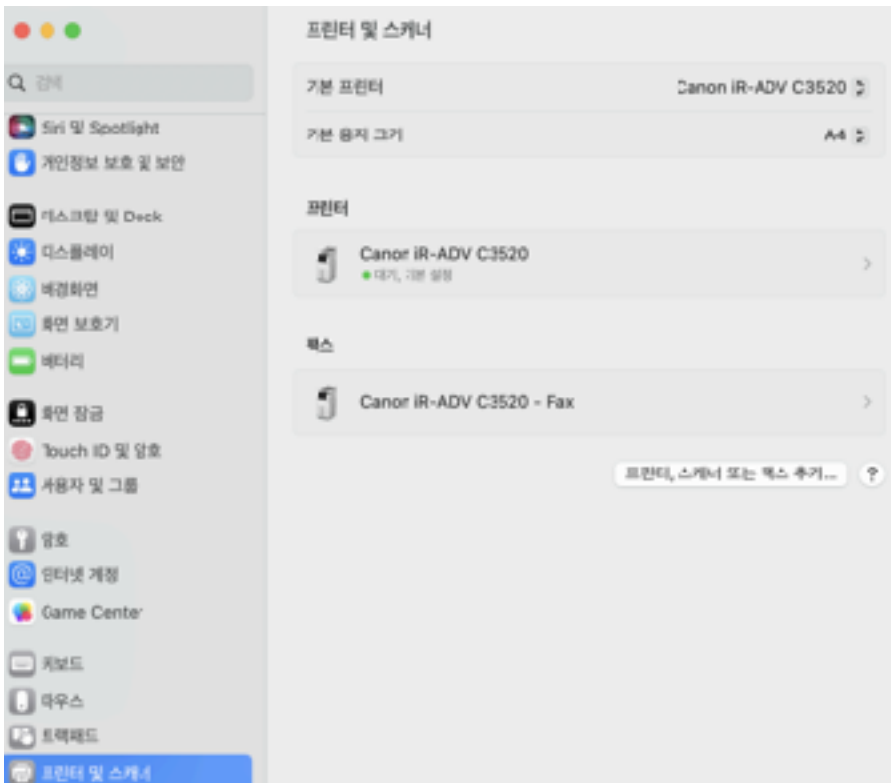 프린터 및 스캐너
검색
기본 프린터
Canon iR-ADV C3520
기본 용지 크기
A4
Siri 및 Spotlight
개인정보 보호 및 보안
데스크탑 및 Dock
디스플레이
배경화면
화면 보호기
배터리
화면 잠금
Touch ID 및 암호
사용자 및 그룹
암호
인터넷 계정
Game Center
키보드
마우스
트랙패드
프린터 및 스캐너
프린터
Canon iR-ADV C3520
대기, 기본 설정
팩스
Canon iR-ADV C3520 - Fax
프린터, 스캐너 또는 팩스 추가...
?